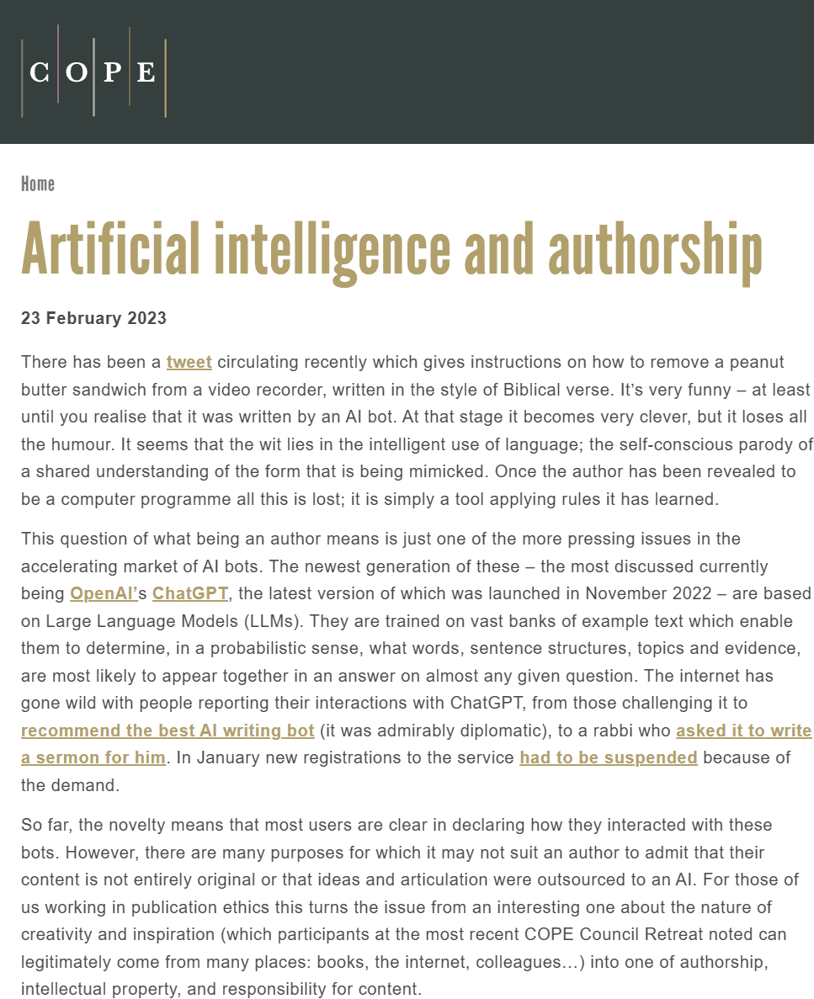 COPE
Home
Artificial intelligence and authorship
23 February 2023
There has been a tweet circulating recently which gives instructions on how to remove a peanut
butter sandwich from a video recorder, written in the style of Biblical verse. It’s very funny – at least
until you realise that it was written by an AI bot. At that stage it becomes very clever, but it loses all
the humour. It seems that the wit lies in the intelligent use of language; the self-conscious parody of
a shared understanding of the form that is being mimicked. Once the author has been revealed to
be a computer programme all this is lost; it is simply a tool applying rules it has learned.
This question of what being an author means is just one of the more pressing issues in the
accelerating market of AI bots. The newest generation of these – the most discussed currently
being OpenAI’s ChatGPT, the latest version of which was launched in November 2022 – are based
on Large Language Models (LLMs). They are trained on vast banks of example text which enable
them to determine, in a probabilistic sense, what words, sentence structures, topics and evidence,
are most likely to appear together in an answer on almost any given question. The internet has
gone wild with people reporting their interactions with ChatGPT, from those challenging it to
recommend the best AI writing bot (it was admirably diplomatic), to a rabbi who asked it to write
a sermon for him. In January new registrations to the service had to be suspended because of
the demand.
So far, the novelty means that most users are clear in declaring how they interacted with these
bots. However, there are many purposes for which it may not suit an author to admit that their
content is not entirely original or that ideas and articulation were outsourced to an AI. For those of
us working in publication ethics this turns the issue from an interesting one about the nature of
creativity and inspiration (which participants at the most recent COPE Council Retreat noted can
legitimately come from many places: books, the internet, colleagues…) into one of authorship,
intellectual property, and responsibility for content.